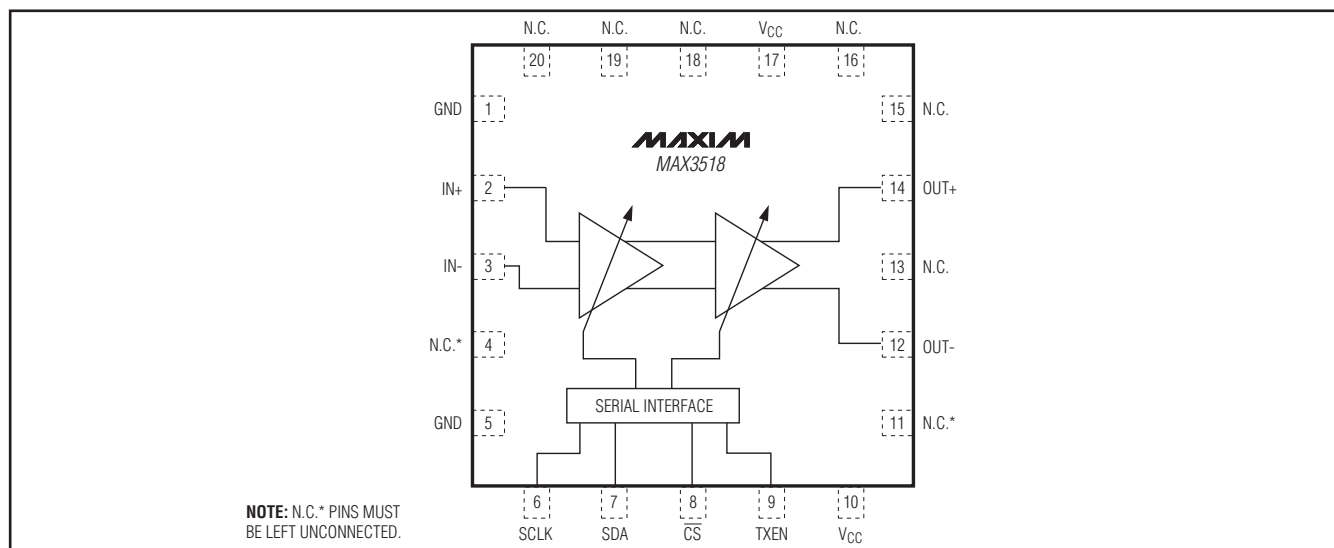 N.C. N.C. N.C. VCC N.C.
20 19 18 17 16
GND 1 15 N.C.
MAXIM
MAX3518
IN+ 2 14 OUT+
IN- 3 13 N.C.
N.C.* 4 12 OUT-
SERIAL INTERFACE
GND 5 11 N.C.*
6 7 8 9 10
SCLK SDA CS TXEN VCC
NOTE: N.C.* PINS MUST
BE LEFT UNCONNECTED.